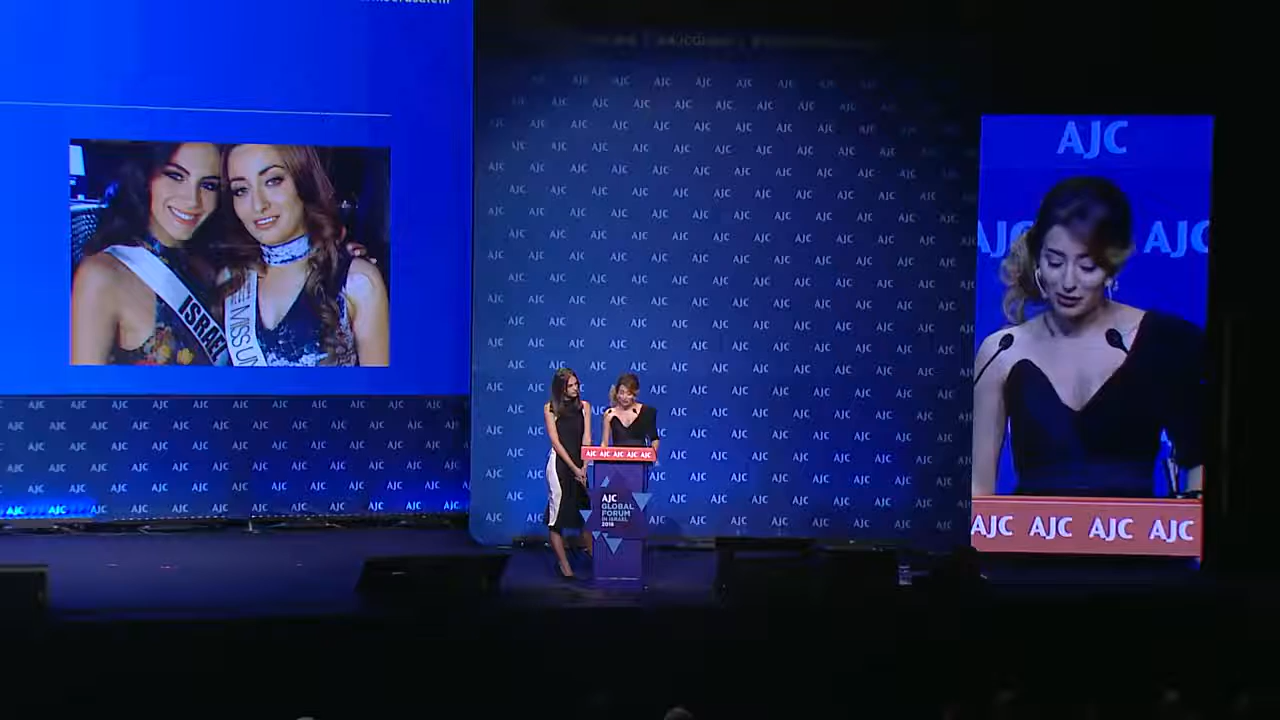 ISRAEL
MISS UN
AJC
AJC AJC
AJC AJC AJC AJC
AJC AJC AJC AJC AJC
AJC
GLOBAL
FORUM
IN ISRAEL
2018